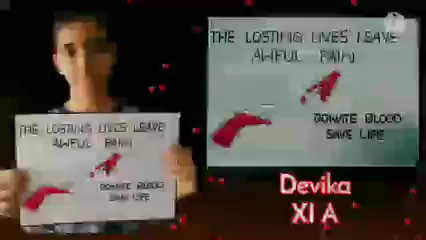 THE LOSTING LIVES LEAVE
AWFUL PAIN
DONATE BLOOD
SAVE LIFE
THE LOSTING LIVES LEAVE
AWFUL PAIN
DONATE BLOOD
SAVE LIFE
Devika
XI A